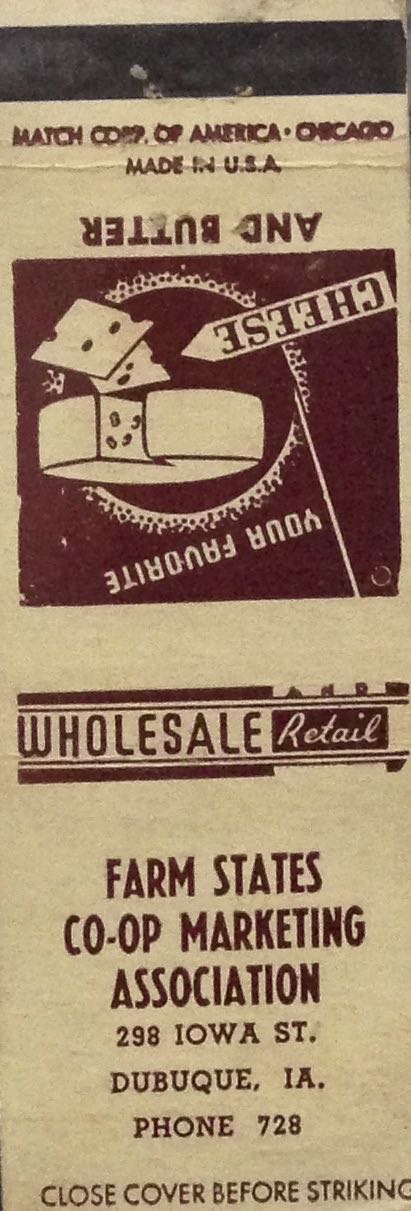 MATCH CORP. OF AMERICA • CHICAGO
MADE IN U.S.A.
YOUR FAVORITE
CHEESE
AND BUTTER
WHOLESALE Retail
FARM STATES
CO-OP MARKETING
ASSOCIATION
298 IOWA ST.
DUBUQUE, IA.
PHONE 728
CLOSE COVER BEFORE STRIKING